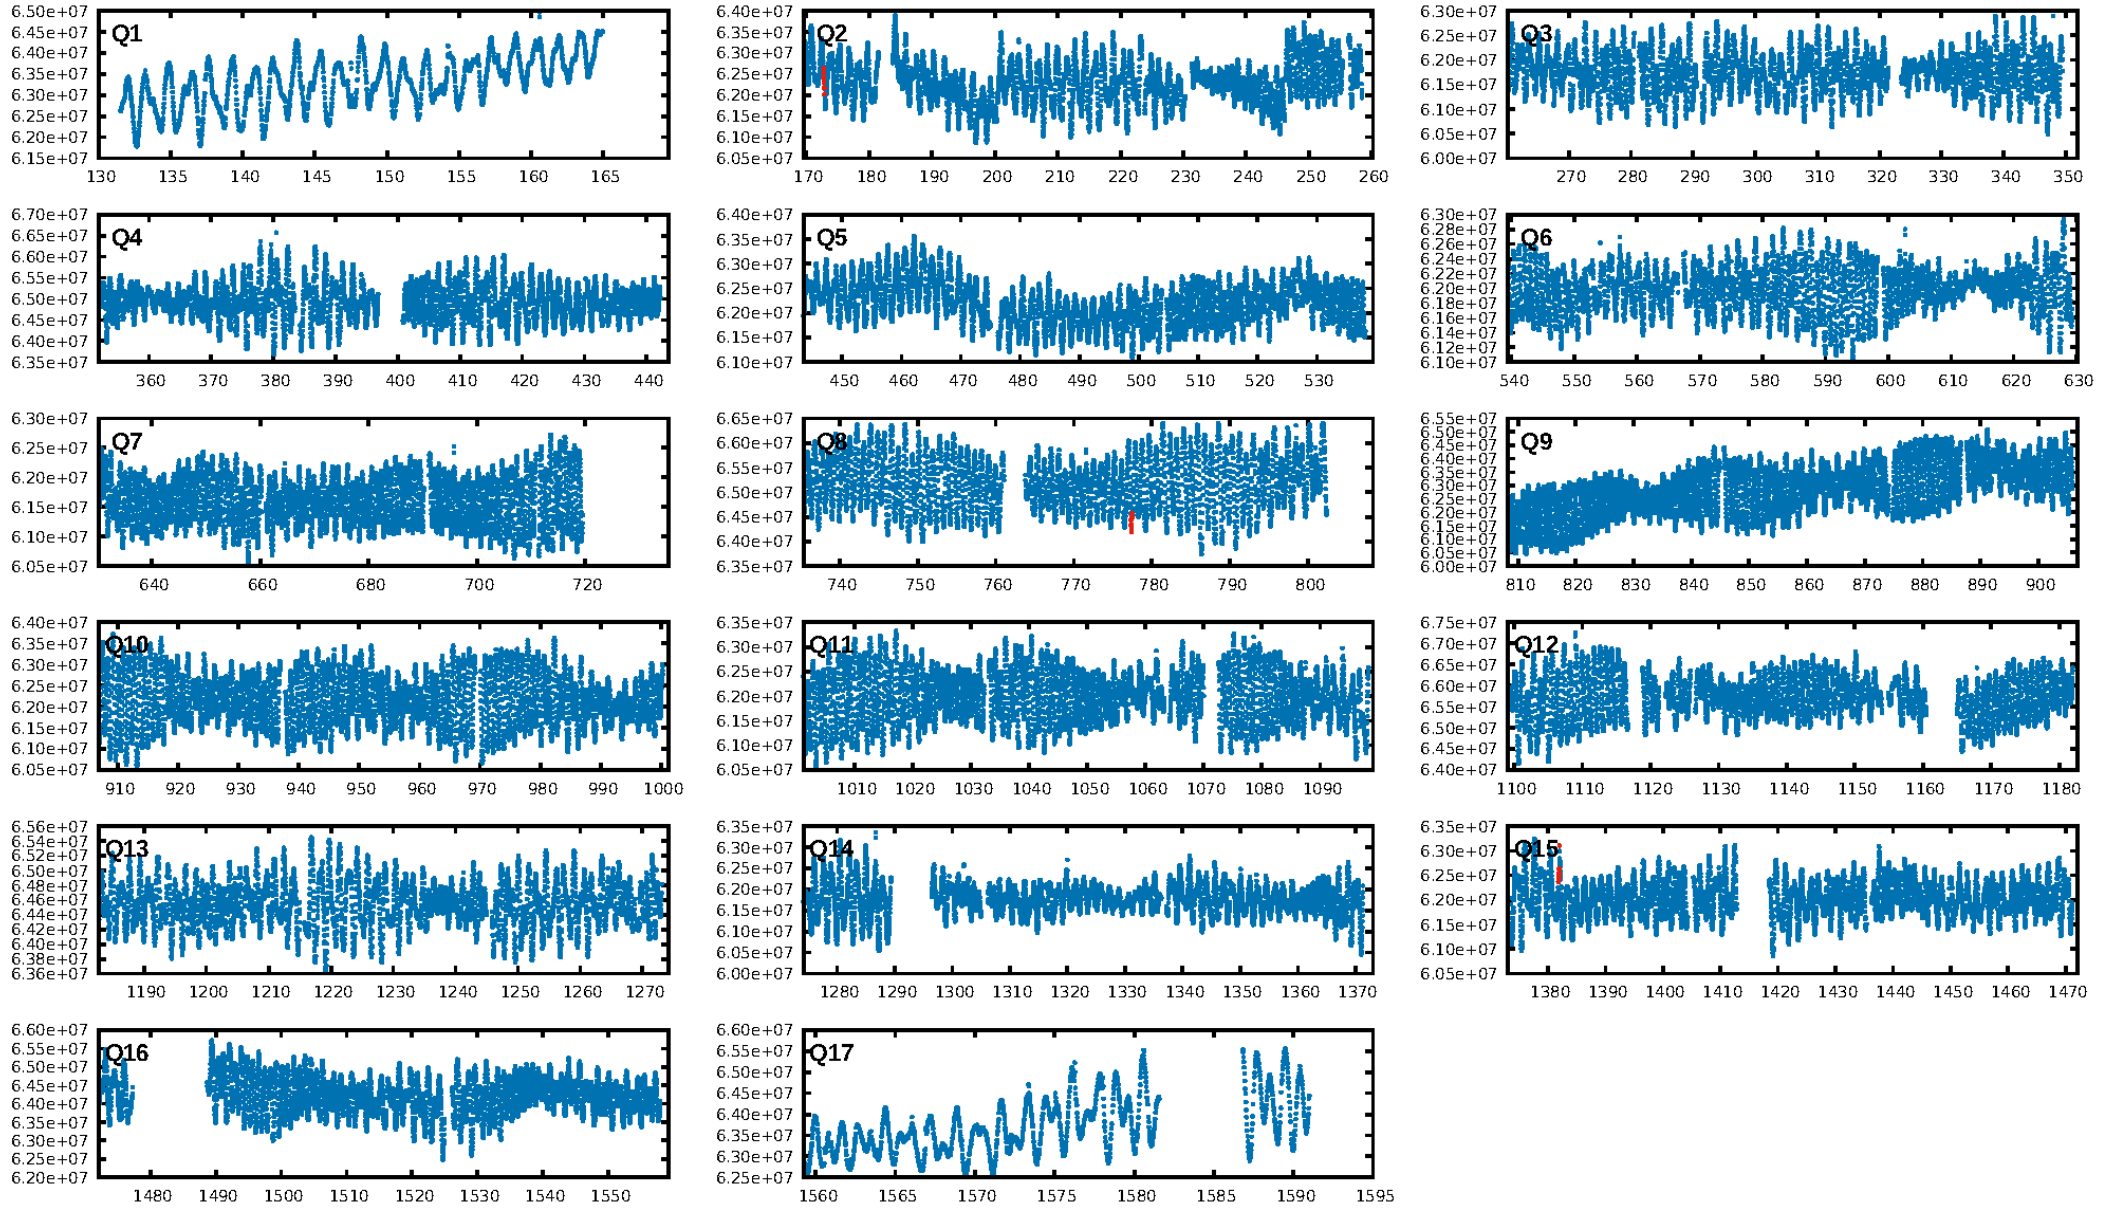 Q1
6.50e+07
6.45e+07
6.40e+07
6.35e+07
6.30e+07
6.25e+07
6.20e+07
6.15e+07
130 135 140 145 150 155 160 165
Q2
6.40e+07
6.35e+07
6.30e+07
6.25e+07
6.20e+07
6.15e+07
6.10e+07
6.05e+07
170 180 190 200 210 220 230 240 250 260
Q3
6.30e+07
6.25e+07
6.20e+07
6.15e+07
6.10e+07
6.05e+07
6.00e+07
270 280 290 300 310 320 330 340 350
Q4
6.70e+07
6.65e+07
6.60e+07
6.55e+07
6.50e+07
6.45e+07
6.40e+07
6.35e+07
360 370 380 390 400 410 420 430 440
Q5
6.40e+07
6.35e+07
6.30e+07
6.25e+07
6.20e+07
6.15e+07
6.10e+07
450 460 470 480 490 500 510 520 530
Q6
6.30e+07
6.28e+07
6.26e+07
6.24e+07
6.22e+07
6.20e+07
6.18e+07
6.16e+07
6.14e+07
6.12e+07
6.10e+07
540 550 560 570 580 590 600 610 620 630
Q7
6.30e+07
6.25e+07
6.20e+07
6.15e+07
6.10e+07
6.05e+07
640 660 680 700 720
Q8
6.65e+07
6.60e+07
6.55e+07
6.50e+07
6.45e+07
6.40e+07
6.35e+07
740 750 760 770 780 790 800
Q9
6.55e+07
6.50e+07
6.45e+07
6.40e+07
6.35e+07
6.30e+07
6.25e+07
6.20e+07
6.15e+07
6.10e+07
6.05e+07
6.00e+07
810 820 830 840 850 860 870 880 890 900
Q10
6.40e+07
6.35e+07
6.30e+07
6.25e+07
6.20e+07
6.15e+07
6.10e+07
6.05e+07
910 920 930 940 950 960 970 980 990 1000
Q11
6.35e+07
6.30e+07
6.25e+07
6.20e+07
6.15e+07
6.10e+07
6.05e+07
1010 1020 1030 1040 1050 1060 1070 1080 1090
Q12
6.75e+07
6.70e+07
6.65e+07
6.60e+07
6.55e+07
6.50e+07
6.45e+07
6.40e+07
1100 1110 1120 1130 1140 1150 1160 1170 1180
Q13
6.56e+07
6.54e+07
6.52e+07
6.50e+07
6.48e+07
6.46e+07
6.44e+07
6.42e+07
6.40e+07
6.38e+07
6.36e+07
1190 1200 1210 1220 1230 1240 1250 1260 1270
Q14
6.35e+07
6.30e+07
6.25e+07
6.20e+07
6.15e+07
6.10e+07
6.05e+07
6.00e+07
1280 1290 1300 1310 1320 1330 1340 1350 1360 1370
Q15
6.35e+07
6.30e+07
6.25e+07
6.20e+07
6.15e+07
6.10e+07
6.05e+07
1380 1390 1400 1410 1420 1430 1440 1450 1460 1470
Q16
6.60e+07
6.55e+07
6.50e+07
6.45e+07
6.40e+07
6.35e+07
6.30e+07
6.25e+07
6.20e+07
1480 1490 1500 1510 1520 1530 1540 1550
Q17
6.60e+07
6.55e+07
6.50e+07
6.45e+07
6.40e+07
6.35e+07
6.30e+07
6.25e+07
1560 1565 1570 1575 1580 1585 1590 1595